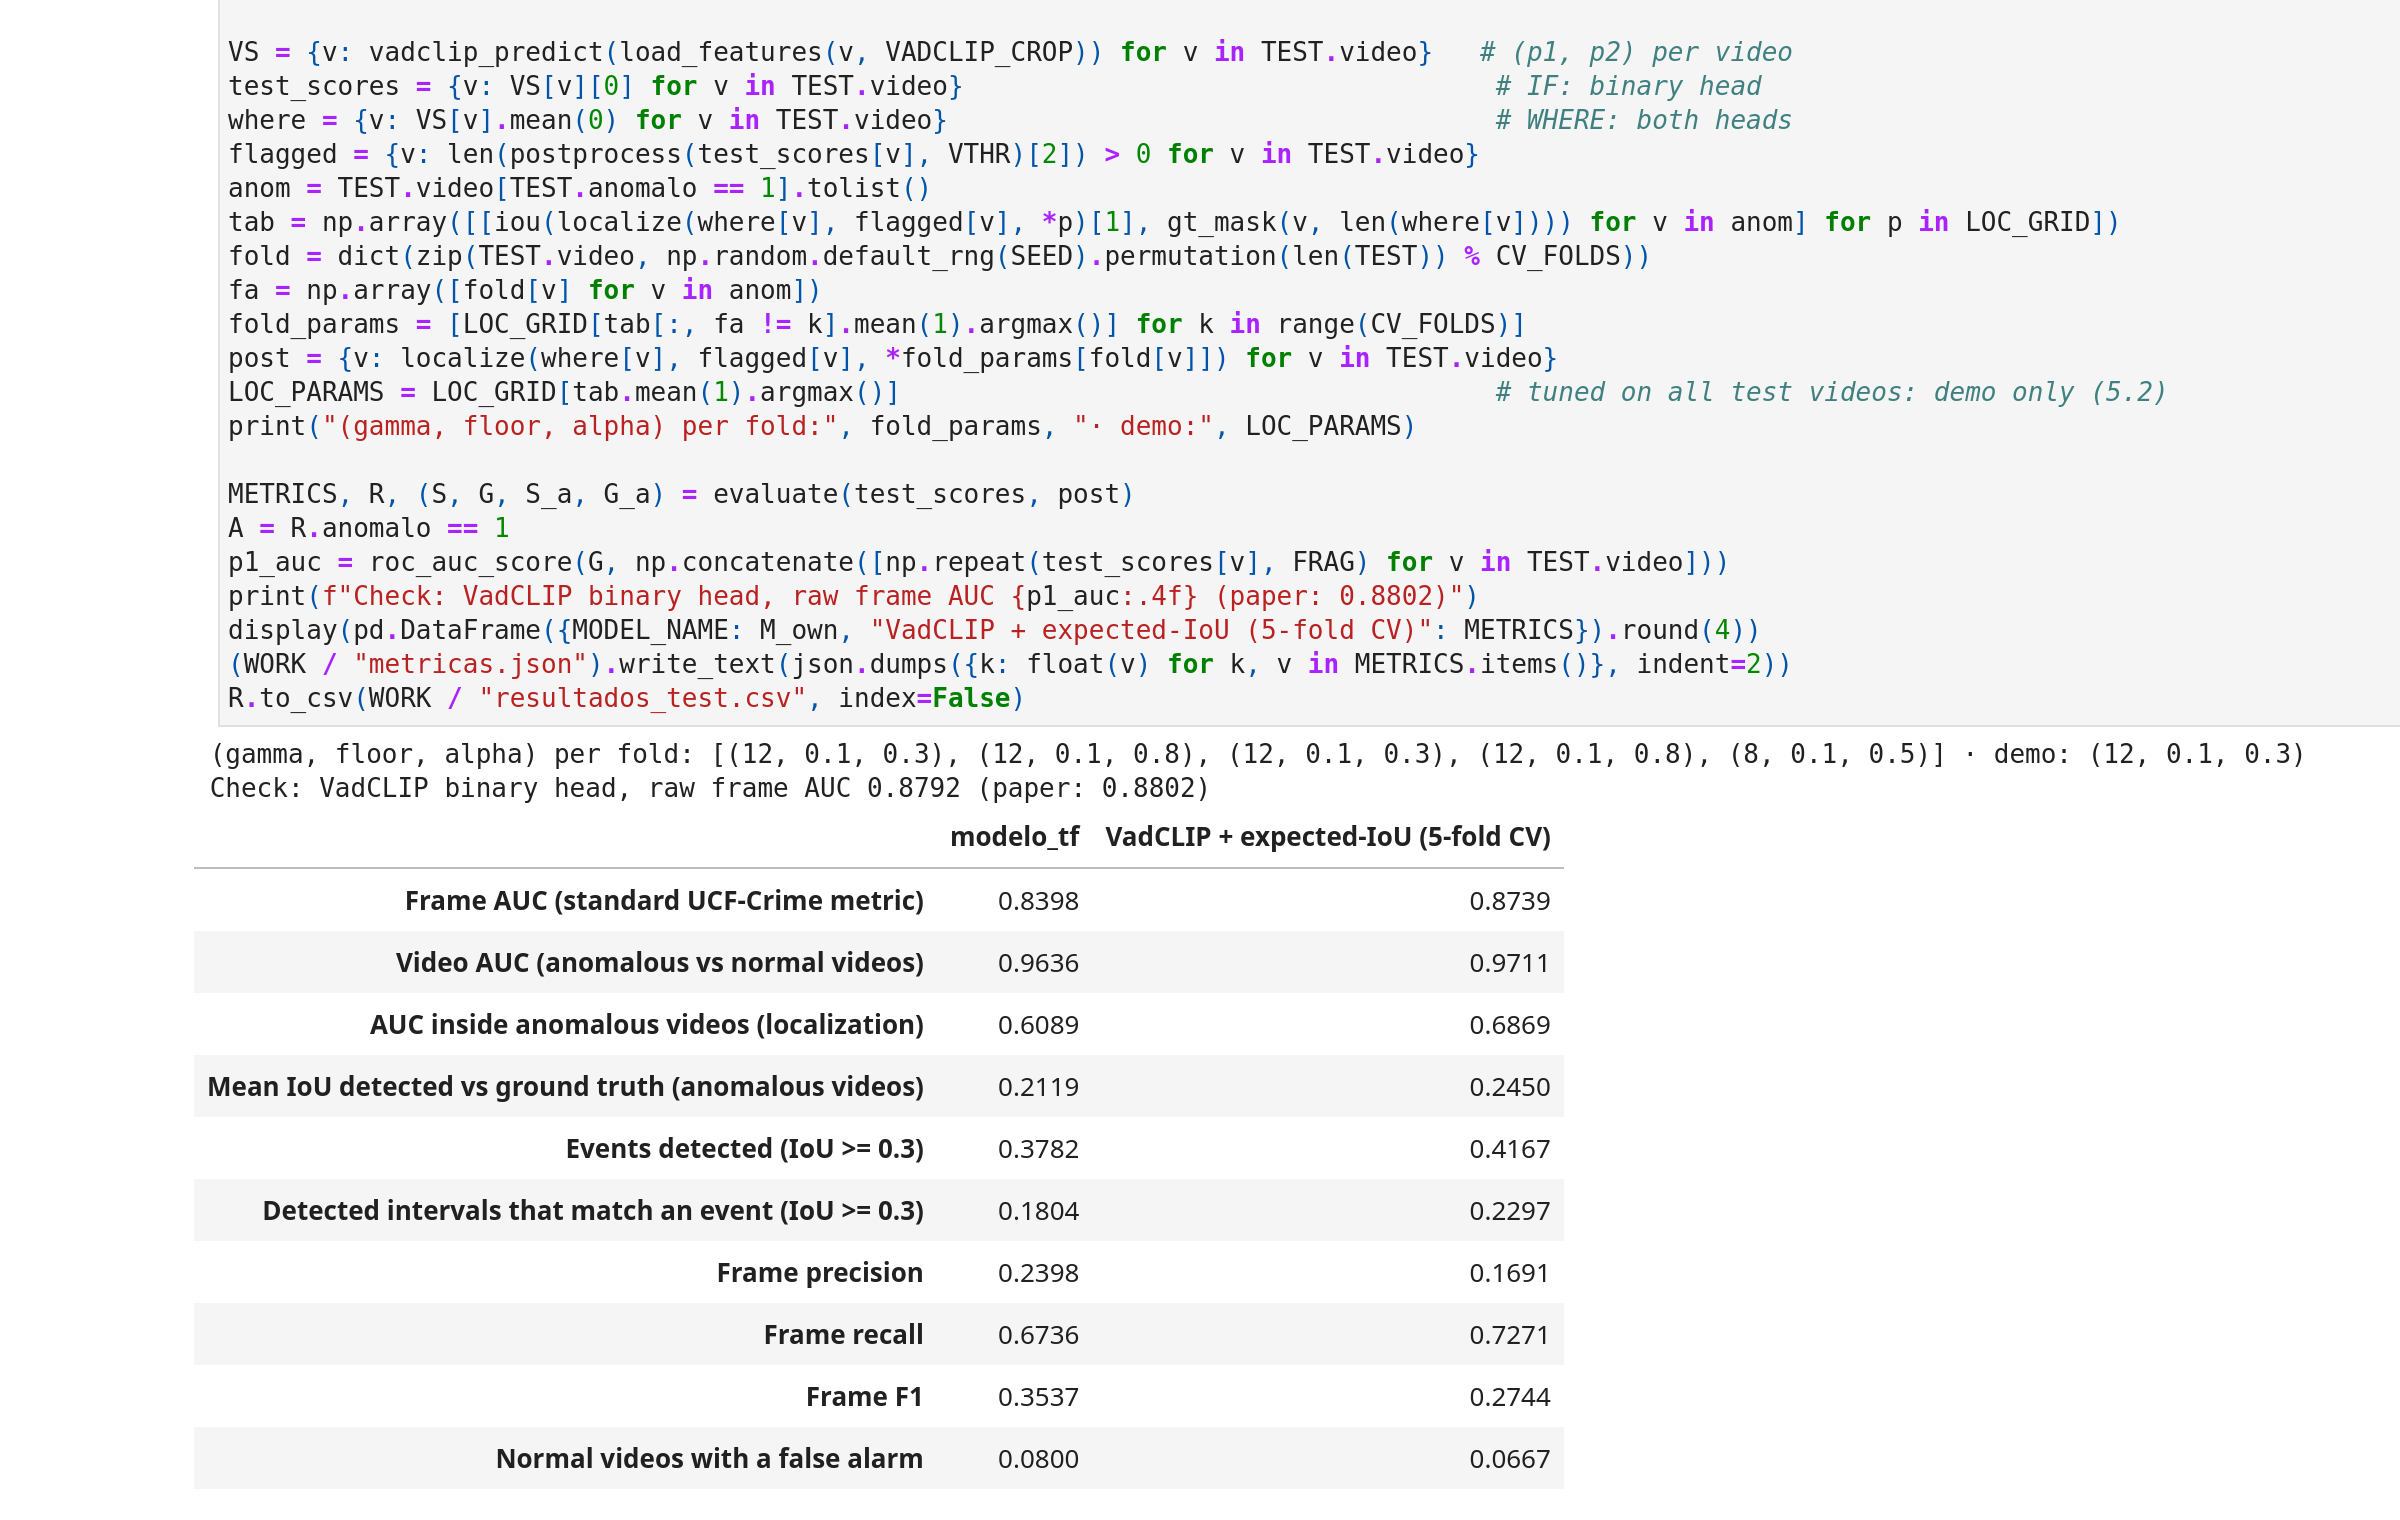 VS = {v: vadclip_predict(load_features(v, VADCLIP_CROP)) for v in TEST.video}   # (p1, p2) per video
test_scores = {v: VS[v][0] for v in TEST.video}                                  # IF: binary head
where = {v: VS[v].mean(0) for v in TEST.video}                                   # WHERE: both heads
flagged = {v: len(postprocess(test_scores[v], VTHR)[2]) > 0 for v in TEST.video}
anom = TEST.video[TEST.anomalo == 1].tolist()
tab = np.array([[iou(localize(where[v], flagged[v], *p)[1], gt_mask(v, len(where[v]))) for v in anom] for p in LOC_GRID])
fold = dict(zip(TEST.video, np.random.default_rng(SEED).permutation(len(TEST)) % CV_FOLDS))
fa = np.array([fold[v] for v in anom])
fold_params = [LOC_GRID[tab[:, fa != k].mean(1).argmax()] for k in range(CV_FOLDS)]
post = {v: localize(where[v], flagged[v], *fold_params[fold[v]]) for v in TEST.video}
LOC_PARAMS = LOC_GRID[tab.mean(1).argmax()]                                      # tuned on all test videos: demo only (5.2)
print("(gamma, floor, alpha) per fold:", fold_params, "· demo:", LOC_PARAMS)
METRICS, R, (S, G, S_a, G_a) = evaluate(test_scores, post)
A = R.anomalo == 1
p1_auc = roc_auc_score(G, np.concatenate([np.repeat(test_scores[v], FRAG) for v in TEST.video]))
print(f"Check: VadCLIP binary head, raw frame AUC {p1_auc:.4f} (paper: 0.8802)")
display(pd.DataFrame({MODEL_NAME: M_own, "VadCLIP + expected-IoU (5-fold CV)": METRICS}).round(4))
(WORK / "metricas.json").write_text(json.dumps({k: float(v) for k, v in METRICS.items()}, indent=2))
R.to_csv(WORK / "resultados_test.csv", index=False)
(gamma, floor, alpha) per fold: [(12, 0.1, 0.3), (12, 0.1, 0.8), (12, 0.1, 0.3), (12, 0.1, 0.8), (8, 0.1, 0.5)] · demo: (12, 0.1, 0.3)
Check: VadCLIP binary head, raw frame AUC 0.8792 (paper: 0.8802)
modelo_tf VadCLIP + expected-IoU (5-fold CV)
Frame AUC (standard UCF-Crime metric) 0.8398 0.8739
Video AUC (anomalous vs normal videos) 0.9636 0.9711
AUC inside anomalous videos (localization) 0.6089 0.6869
Mean IoU detected vs ground truth (anomalous videos) 0.2119 0.2450
Events detected (IoU >= 0.3) 0.3782 0.4167
Detected intervals that match an event (IoU >= 0.3) 0.1804 0.2297
Frame precision 0.2398 0.1691
Frame recall 0.6736 0.7271
Frame F1 0.3537 0.2744
Normal videos with a false alarm 0.0800 0.0667